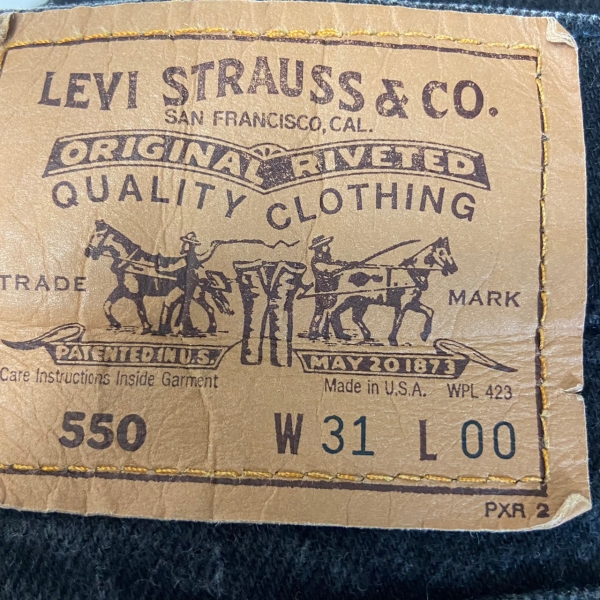 LEVI STRAUSS & CO.
SAN FRANCISCO, CAL.
ORIGINAL RIVETED
QUALITY CLOTHING
TRADE MARK
PATENTED IN U.S. MAY 20 1873
Care Instructions Inside Garment Made in U.S.A. WPL 423
550 W 31 L 00
PXR 2